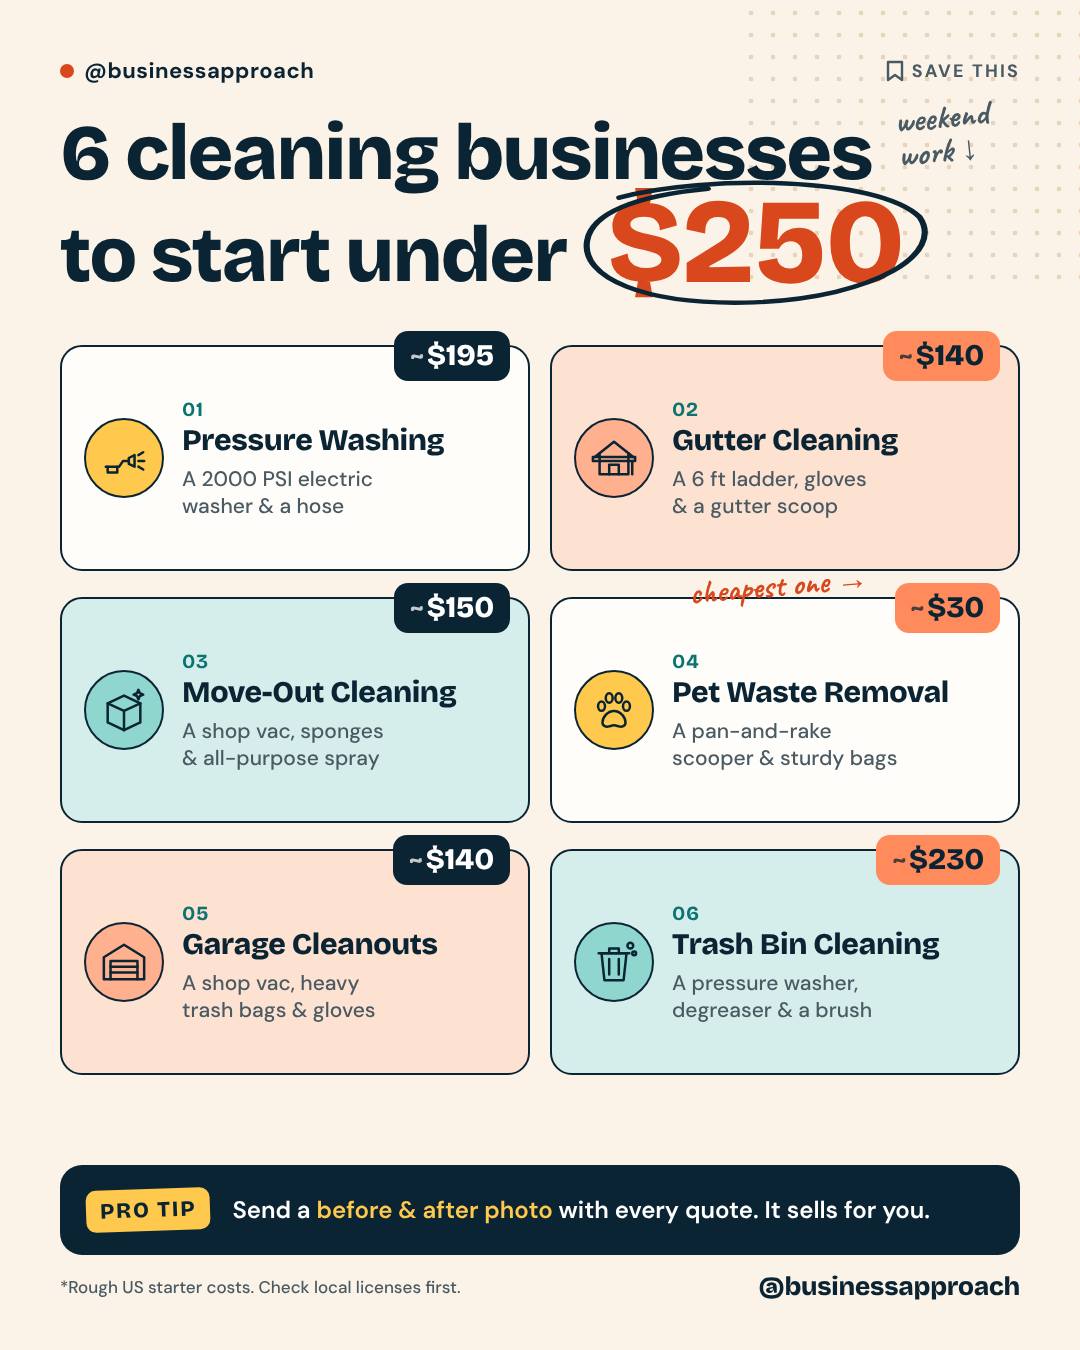 @businessapproach
SAVE THIS
weekend
work ↓
6 cleaning businesses
to start under $250
~$195
01
Pressure Washing
A 2000 PSI electric
washer & a hose
~$140
02
Gutter Cleaning
A 6 ft ladder, gloves
& a gutter scoop
~$150
03
Move-Out Cleaning
A shop vac, sponges
& all-purpose spray
cheapest one →
~$30
04
Pet Waste Removal
A pan-and-rake
scooper & sturdy bags
~$140
05
Garage Cleanouts
A shop vac, heavy
trash bags & gloves
~$230
06
Trash Bin Cleaning
A pressure washer,
degreaser & a brush
PRO TIP
Send a before & after photo with every quote. It sells for you.
*Rough US starter costs. Check local licenses first.
@businessapproach